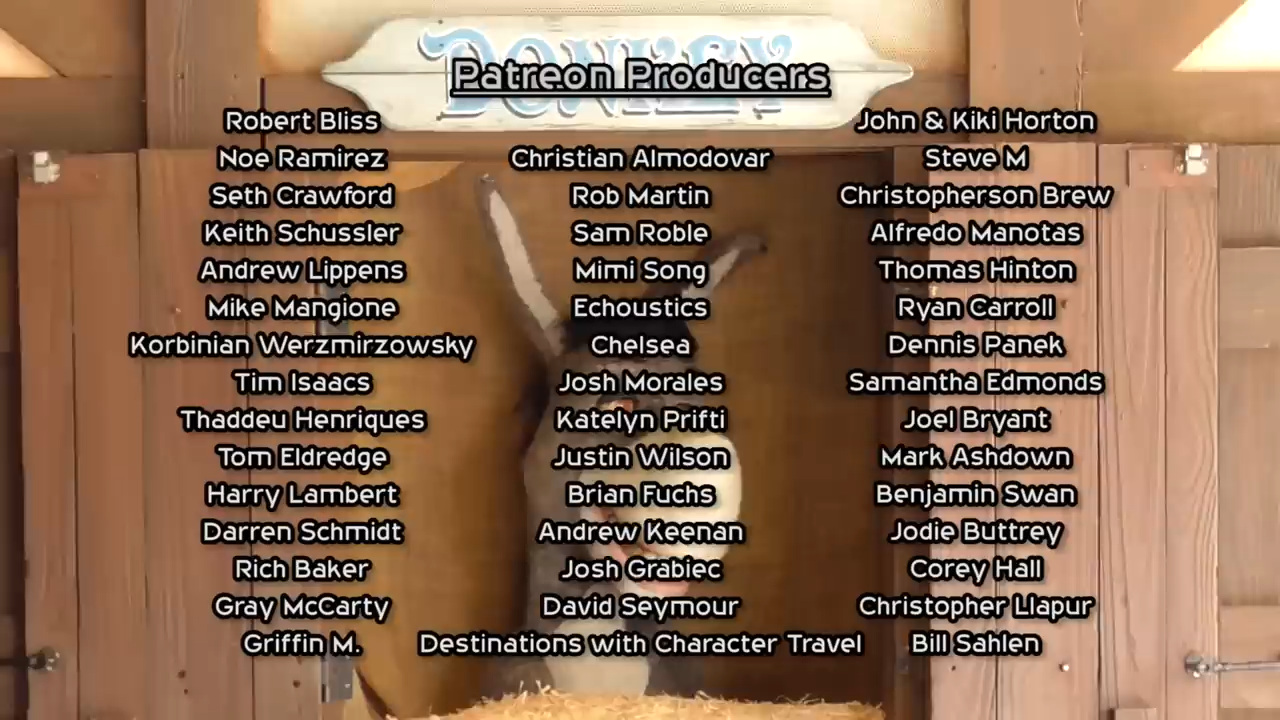 DONKEY
Patreon Producers
Robert Bliss
Noe Ramirez
Seth Crawford
Keith Schussler
Andrew Lippens
Mike Mangione
Korbinian Werzmirzowsky
Tim Isaacs
Thaddeu Henriques
Tom Eldredge
Harry Lambert
Darren Schmidt
Rich Baker
Gray McCarty
Griffin M.
Christian Almodovar
Rob Martin
Sam Roble
Mimi Song
Echoustics
Chelsea
Josh Morales
Katelyn Prifti
Justin Wilson
Brian Fuchs
Andrew Keenan
Josh Grabiec
David Seymour
Destinations with Character Travel
John & Kiki Horton
Steve M
Christopherson Brew
Alfredo Manotas
Thomas Hinton
Ryan Carroll
Dennis Panek
Samantha Edmonds
Joel Bryant
Mark Ashdown
Benjamin Swan
Jodie Buttrey
Corey Hall
Christopher Llapur
Bill Sahlen